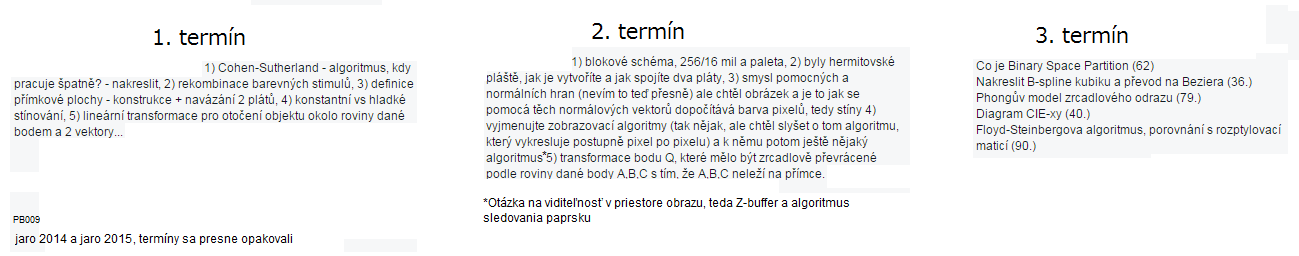 1. termín
1) Cohen-Sutherland - algoritmus, kdy
pracuje špatně? - nakreslit, 2) rekombinace barevných stimulů, 3) definice
přímkové plochy - konstrukce + navázání 2 plátů, 4) konstantní vs hladké
stínování, 5) lineární transformace pro otočení objektu okolo roviny dané
bodem a 2 vektory...
PB009
jaro 2014 a jaro 2015, termíny sa presne opakovali
2. termín
1) blokové schéma, 256/16 mil a paleta, 2) byly hermitovské
pláště, jak je vytvoříte a jak spojíte dva pláty, 3) smysl pomocných a
normálních hran (nevím to teď přesně) ale chtěl obrázek a je to jak se
pomocá těch normálových vektorů dopočítává barva pixelů, tedy stíny 4)
vyjmenujte zobrazovací algoritmy (tak nějak, ale chtěl slyšet o tom algoritmu,
který vykresluje postupně pixel po pixelu) a k němu potom ještě nějaký
algoritmus*5) transformace bodu Q, které mělo být zrcadlově převrácené
podle roviny dané body A,B,C s tím, že A,B,C neleží na přímce.
*Otázka na viditeľnosť v priestore obrazu, teda Z-buffer a algoritmus
sledovania paprsku
3. termín
Co je Binary Space Partition (62)
Nakreslit B-spline kubiku a převod na Beziera (36.)
Phongův model zrcadlového odrazu (79.)
Diagram CIE-xy (40.)
Floyd-Steinbergova algoritmus, porovnání s rozptylovací
maticí (90.)